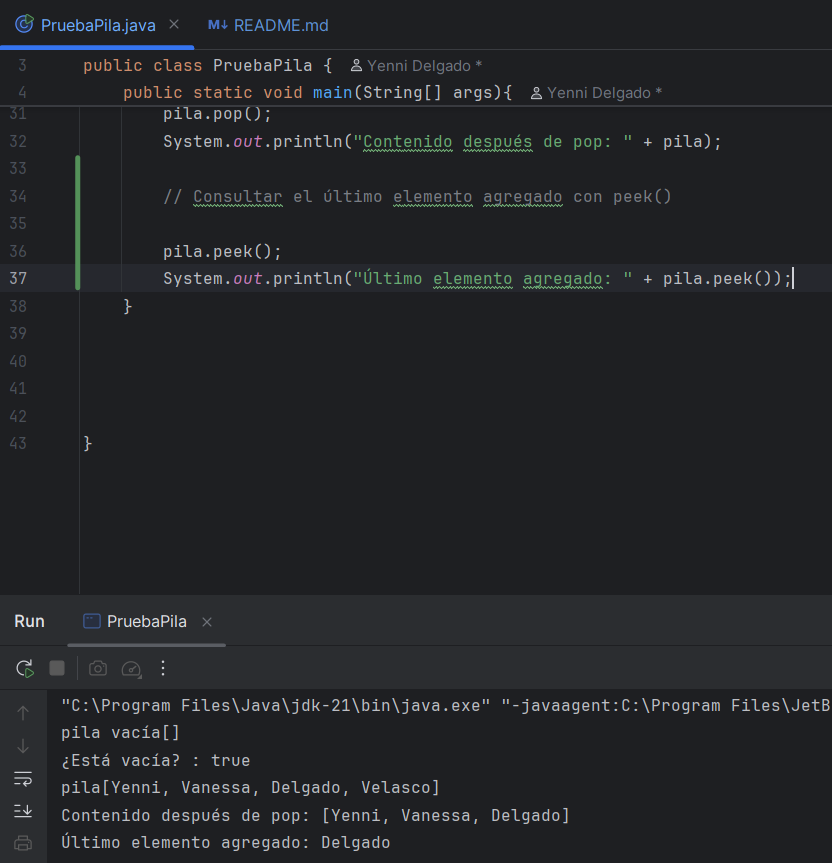 PruebaPila.java README.md
3 public class PruebaPila { Yenni Delgado *
4 public static void main(String[] args){ Yenni Delgado *
31 pila.pop();
32 System.out.println("Contenido después de pop: " + pila);
33
34 // Consultar el último elemento agregado con peek()
35
36 pila.peek();
37 System.out.println("Último elemento agregado: " + pila.peek());
38 }
39
40
41
42
43 }
Run PruebaPila
"C:\Program Files\Java\jdk-21\bin\java.exe" "-javaagent:C:\Program Files\JetB
pila vacía[]
¿Está vacía? : true
pila[Yenni, Vanessa, Delgado, Velasco]
Contenido después de pop: [Yenni, Vanessa, Delgado]
Último elemento agregado: Delgado